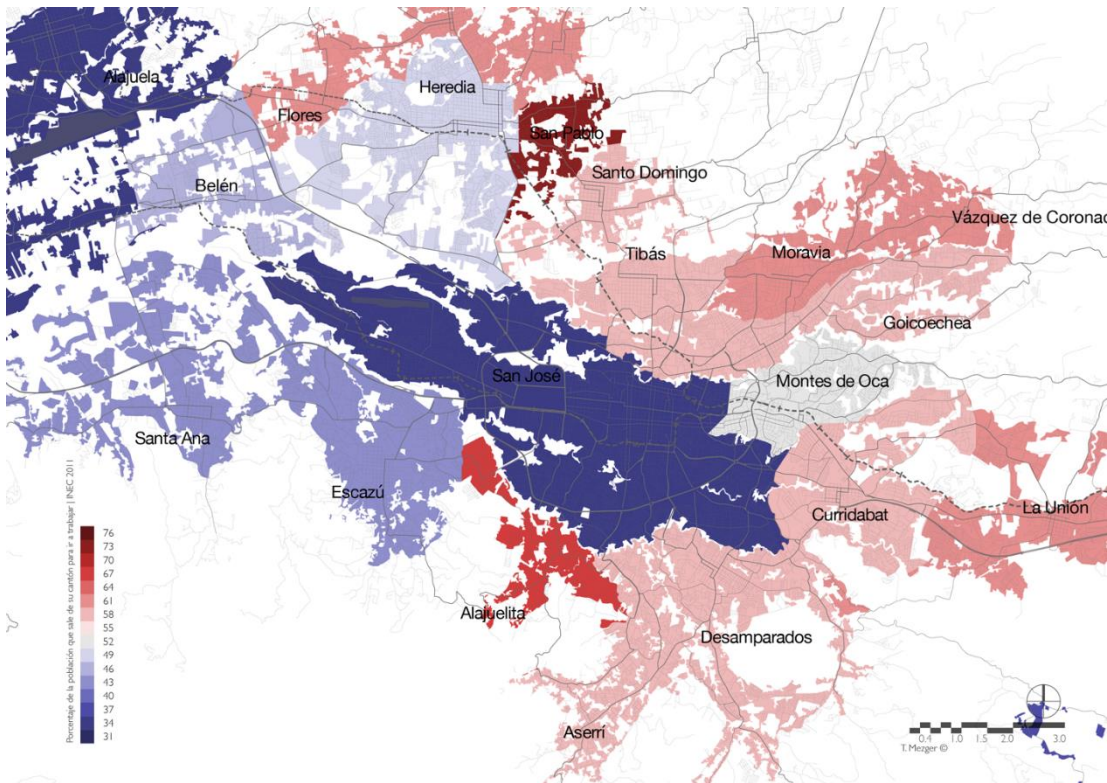 Alajuela
Heredia
Flores
San Pablo
Santo Domingo
Belén
Vázquez de Coronad
Tibás
Moravia
Goicoechea
San José
Montes de Oca
Santa Ana
Escazú
La Unión
Curridabat
Alajuelita
Desamparados
Aserrí
Porcentaje de la población que sale de su cantón para ir a trabajar | INEC 2011
76
73
70
67
64
61
58
55
52
49
46
43
40
37
34
31
0.4 1.0 1.5 2.0 3.0
T. Mezger ©